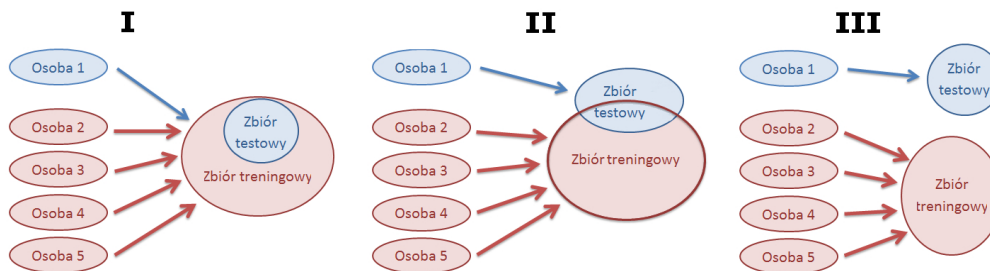 I
Osoba 1
Osoba 2
Osoba 3
Osoba 4
Osoba 5
Zbiór
testowy
Zbiór treningowy
II
Osoba 1
Osoba 2
Osoba 3
Osoba 4
Osoba 5
Zbiór
testowy
Zbiór treningowy
III
Osoba 1
Osoba 2
Osoba 3
Osoba 4
Osoba 5
Zbiór
testowy
Zbiór
treningowy